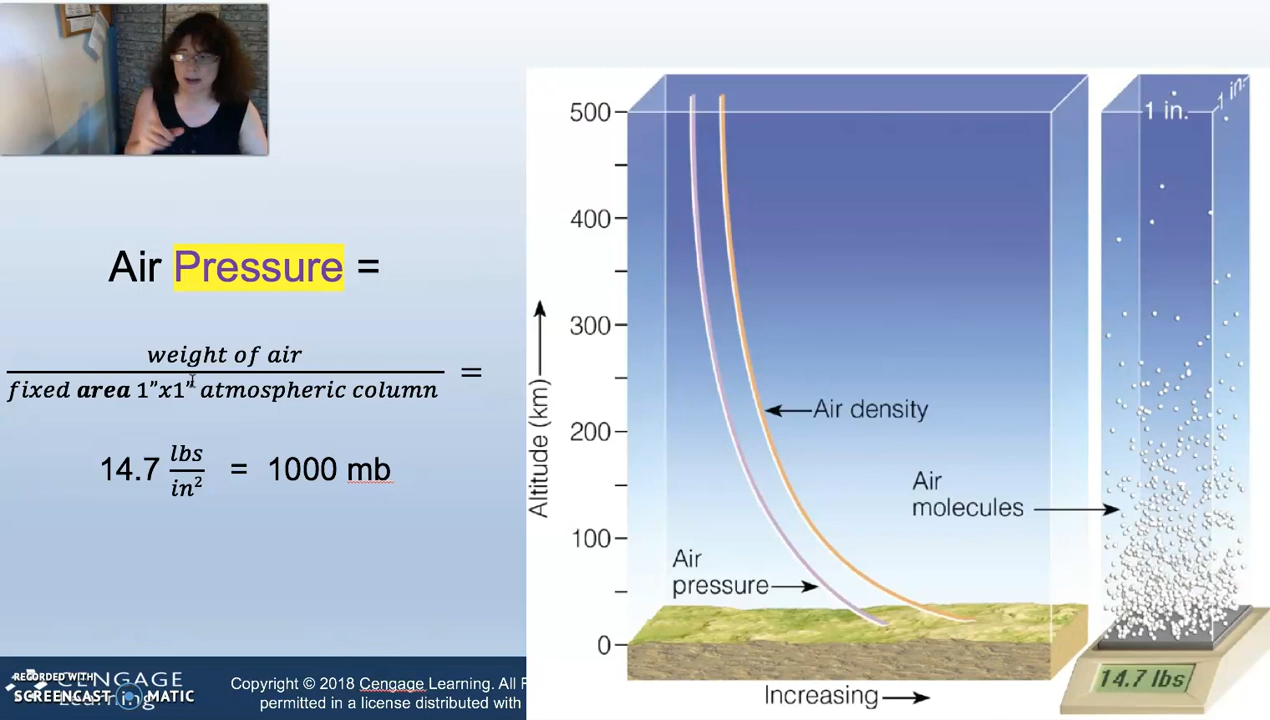 Air Pressure =
weight of air
fixed area 1”x1” atmospheric column
=
14.7 lbs
in²
= 1000 mb
RECORDED WITH
SCREENCAST MATIC
CENGAGE
Learning
Copyright © 2018 Cengage Learning. All
permitted in a license distributed with
500
400
300
200
100
0
Altitude (km)
Air density
Air
pressure
Increasing
1 in.
1 in.
Air
molecules
14.7 lbs